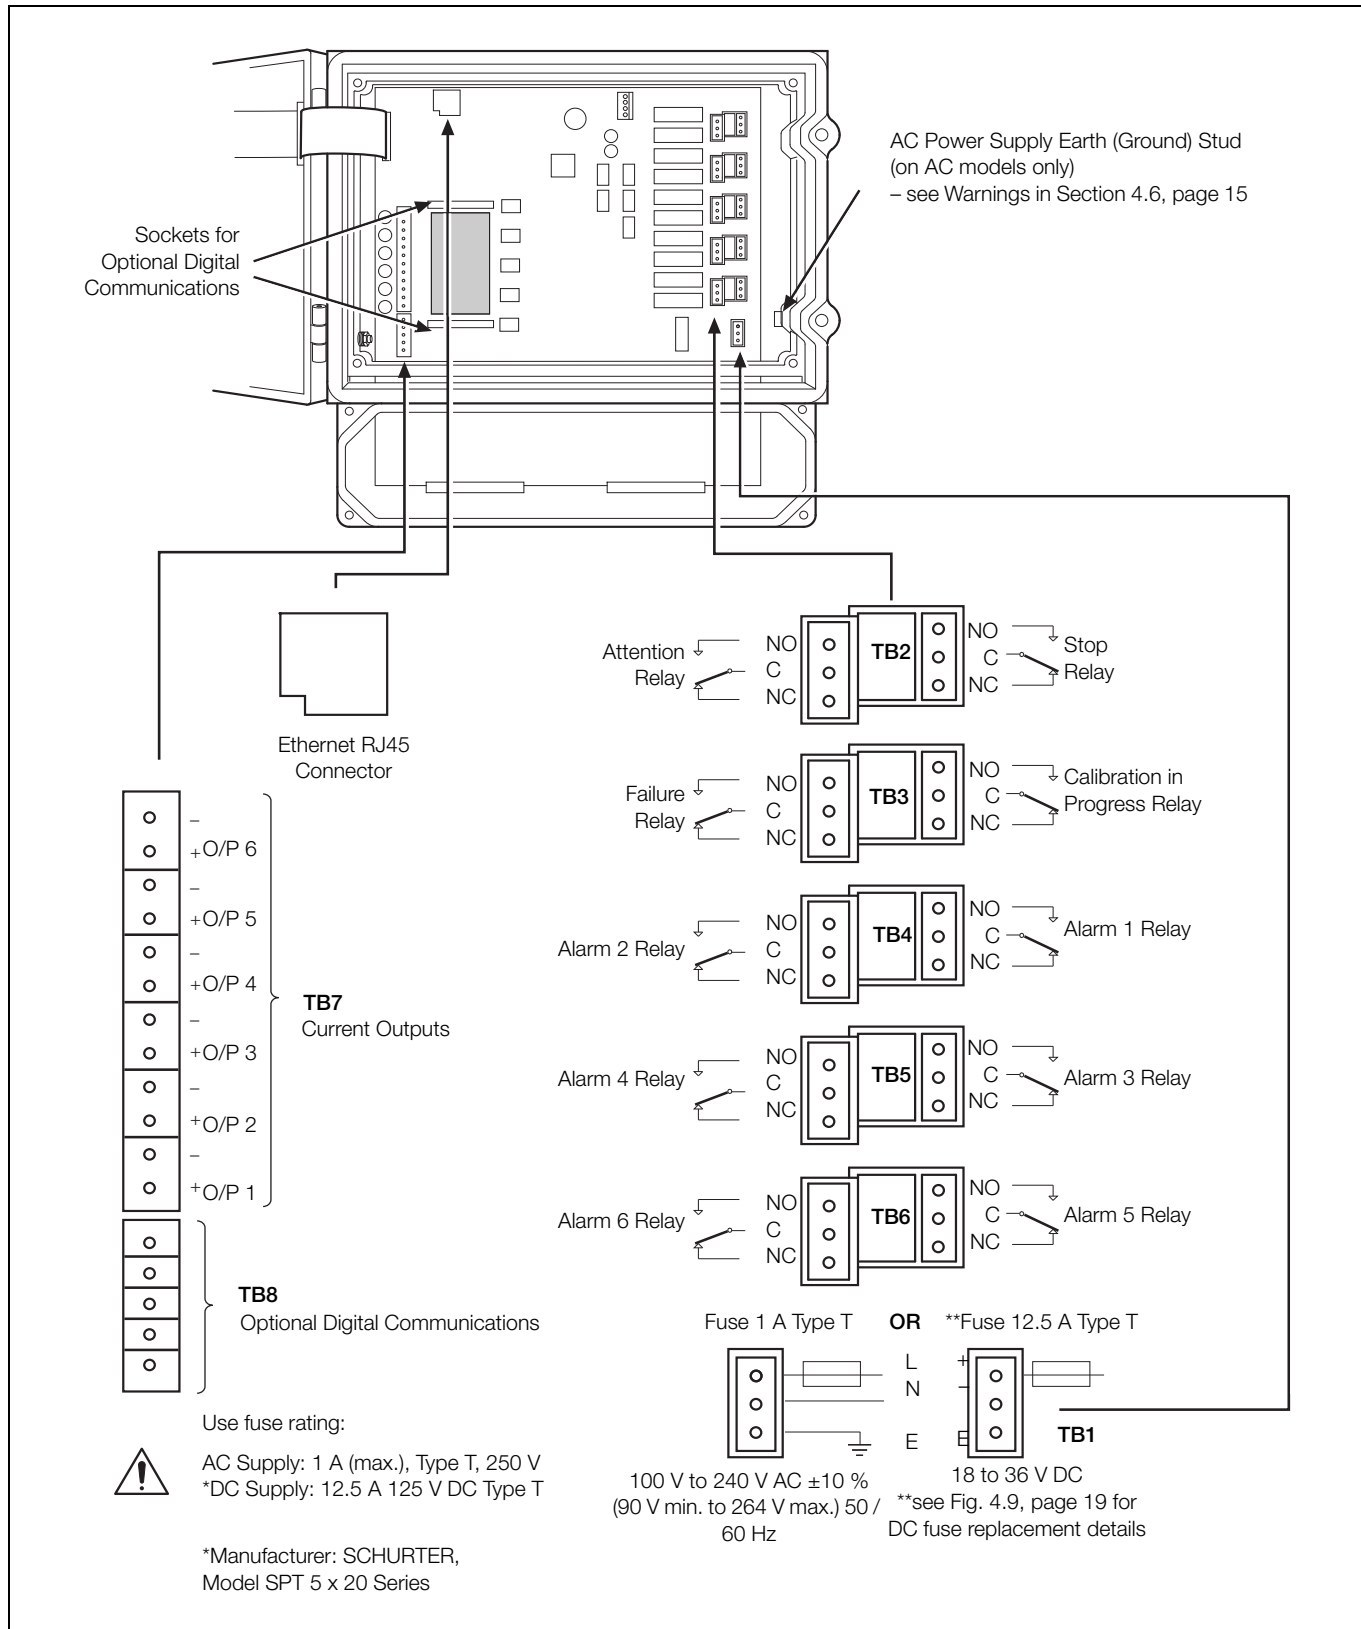 AC Power Supply Earth (Ground) Stud
(on AC models only)
– see Warnings in Section 4.6, page 15
Sockets for
Optional Digital
Communications
Ethernet RJ45
Connector
Attention
Relay
NO
C
NC
TB2
NO
C
NC
Stop
Relay
Failure
Relay
NO
C
NC
TB3
NO
C
NC
Calibration in
Progress Relay
Alarm 2 Relay
NO
C
NC
TB4
NO
C
NC
Alarm 1 Relay
Alarm 4 Relay
NO
C
NC
TB5
NO
C
NC
Alarm 3 Relay
Alarm 6 Relay
NO
C
NC
TB6
NO
C
NC
Alarm 5 Relay
–
+O/P 6
–
+O/P 5
–
+O/P 4
–
+O/P 3
–
+O/P 2
–
+O/P 1
TB7
Current Outputs
TB8
Optional Digital Communications
Fuse 1 A Type T OR **Fuse 12.5 A Type T
L +
N –
E E
TB1
100 V to 240 V AC ±10 %
(90 V min. to 264 V max.) 50 /
60 Hz
18 to 36 V DC
**see Fig. 4.9, page 19 for
DC fuse replacement details
Use fuse rating:
AC Supply: 1 A (max.), Type T, 250 V
*DC Supply: 12.5 A 125 V DC Type T
*Manufacturer: SCHURTER,
Model SPT 5 x 20 Series